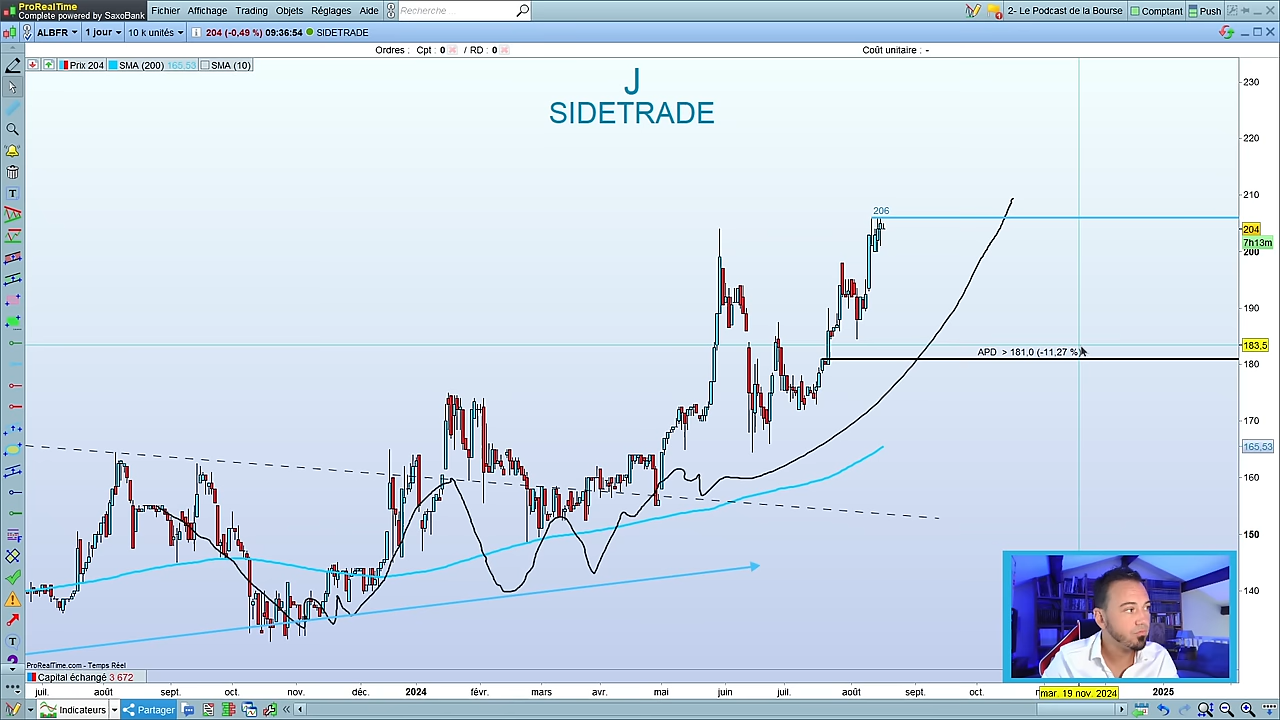 ProRealTime
Complete powered by SaxoBank
Fichier Affichage Trading Objets Options Réglages Aide Recherche... 2- Le Podcast de la Bourse Comptant Push
ALBFR 1 jour 10 k unités 204 (-0,49 %) 09:36:54 SIDETRADE
Ordres : Cpt : 0 / RD : 0 Coût unitaire : -
Prix 204 SMA (200) 165,53 SMA (10)
J
SIDETRADE
230
220
210
206
204
7h13m
200
190
183,5
APD > 181,0 (-11,27 %)
180
170
165,53
160
150
140
ProRealTime.com - Temps Réel
Capital échangé 3 672
juil. août sept. oct. nov. déc. 2024 févr. mars avr. mai juin juil. août sept. oct. mar. 19 nov. 2024 2025
Indicateurs Partager